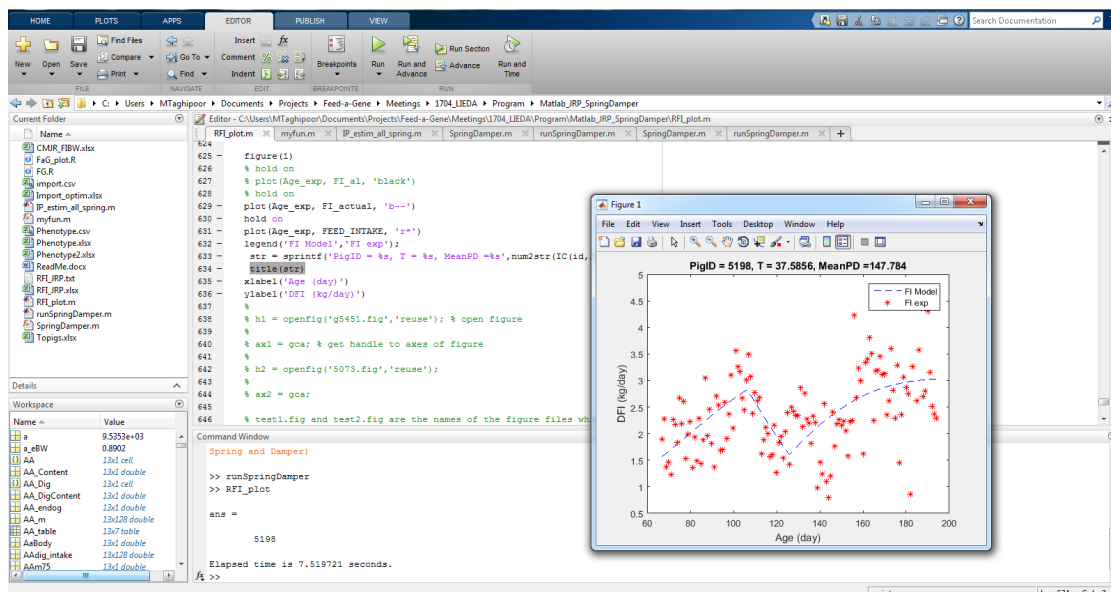 HOME PLOTS APPS EDITOR PUBLISH VIEW Search Documentation
New Open Save Find Files Compare Print Go To Find Insert fx Comment Indent Breakpoints Run Run and Advance Run Section Advance Run and Time
FILE NAVIGATE EDIT BREAKPOINTS RUN
C: Users MTaghipoor Documents Projects Feed-a-Gene Meetings 1704_LIEDA Program Matlab_JRP_SpringDamper
Current Folder
Name
CMJR_FIBW.xlsx
FaG_plot.R
FG.R
import.csv
Import_optim.xlsx
IP_estim_all_spring.m
myfun.m
Phenotype.csv
Phenotype.xlsx
Phenotype2.xlsx
ReadMe.docx
RFI_JRP.txt
RFI_JRP.xlsx
RFI_plot.m
runSpringDamper.m
SpringDamper.m
Topigs.xlsx
Details
Workspace
Name Value
a 9.5353e+03
a_eBW 0.8902
AA 13x1 cell
AA_Content 13x1 double
AA_Dig 13x1 cell
AA_DigContent 13x1 double
AA_endog 13x1 double
AA_m 13x128 double
AA_table 13x7 table
AaBody 13x1 double
AAdig_intake 13x128 double
AAm75 13x1 double
Editor - C:\Users\MTaghipoor\Documents\Projects\Feed-a-Gene\Meetings\1704_LIEDA\Program\Matlab_JRP_SpringDamper\RFI_plot.m
RFI_plot.m myfun.m IP_estim_all_spring.m SpringDamper.m runSpringDamper.m SpringDamper.m runSpringDamper.m +
624
625 - figure(1)
626 % hold on
627 % plot(Age_exp, FI_al, 'black')
628 % hold on
629 - plot(Age_exp, FI_actual, 'b--')
630 - hold on
631 - plot(Age_exp, FEED_INTAKE, 'r*')
632 - legend('FI Model','FI exp');
633 - str = sprintf('PigID = %s, T = %s, MeanPD =%s',num2str(IC(id,
634 - title(str)
635 - xlabel('Age (day)')
636 - ylabel('DFI (kg/day)')
637 %
638 % h1 = openfig('g5451.fig','reuse'); % open figure
639 %
640 % ax1 = gca; % get handle to axes of figure
641 %
642 % h2 = openfig('5073.fig','reuse');
643 %
644 % ax2 = gca;
645
646 % test1.fig and test2.fig are the names of the figure files wh
Command Window
Spring and Damper)
>> runSpringDamper
>> RFI_plot
ans =
5198
Elapsed time is 7.519721 seconds.
fx >>
Figure 1
File Edit View Insert Tools Desktop Window Help
PigID = 5198, T = 37.5856, MeanPD =147.784
FI Model
FI exp
DFI (kg/day)
5
4.5
4
3.5
3
2.5
2
1.5
1
0.5
60 80 100 120 140 160 180 200
Age (day)